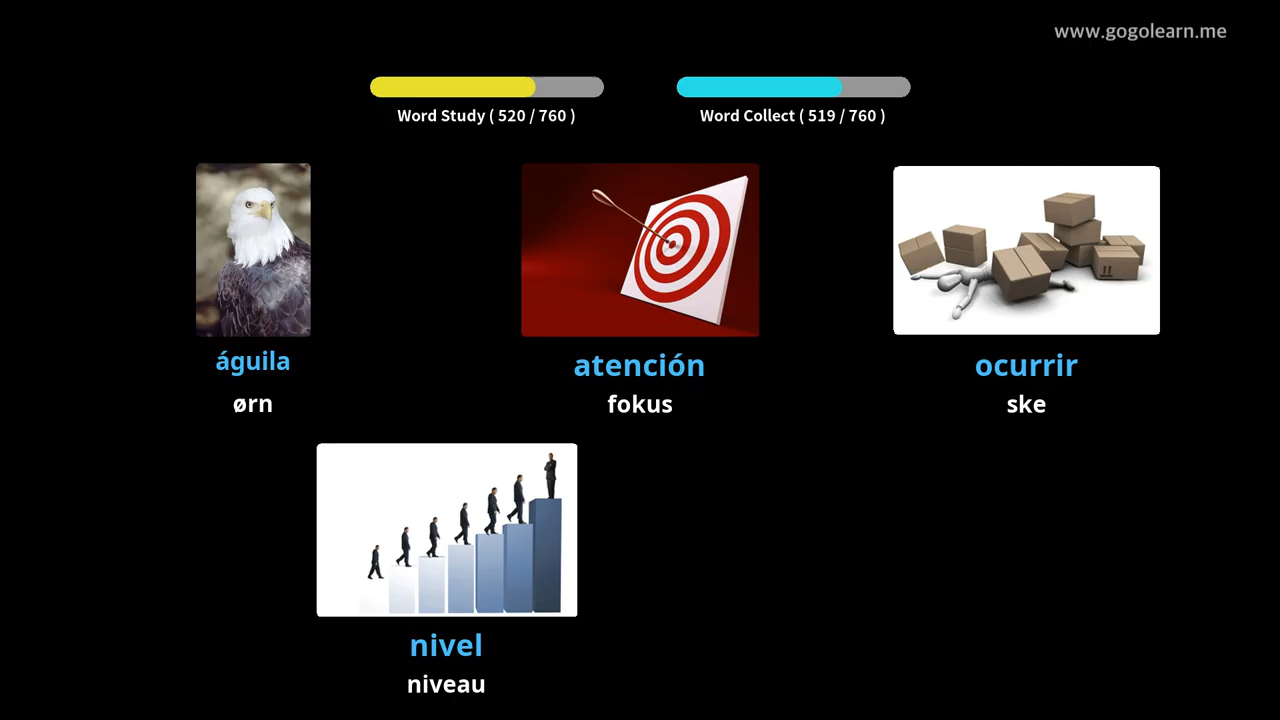 www.gogolearn.me
Word Study ( 520 / 760 )
Word Collect ( 519 / 760 )
águila
ørn
atención
fokus
ocurrir
ske
nivel
niveau